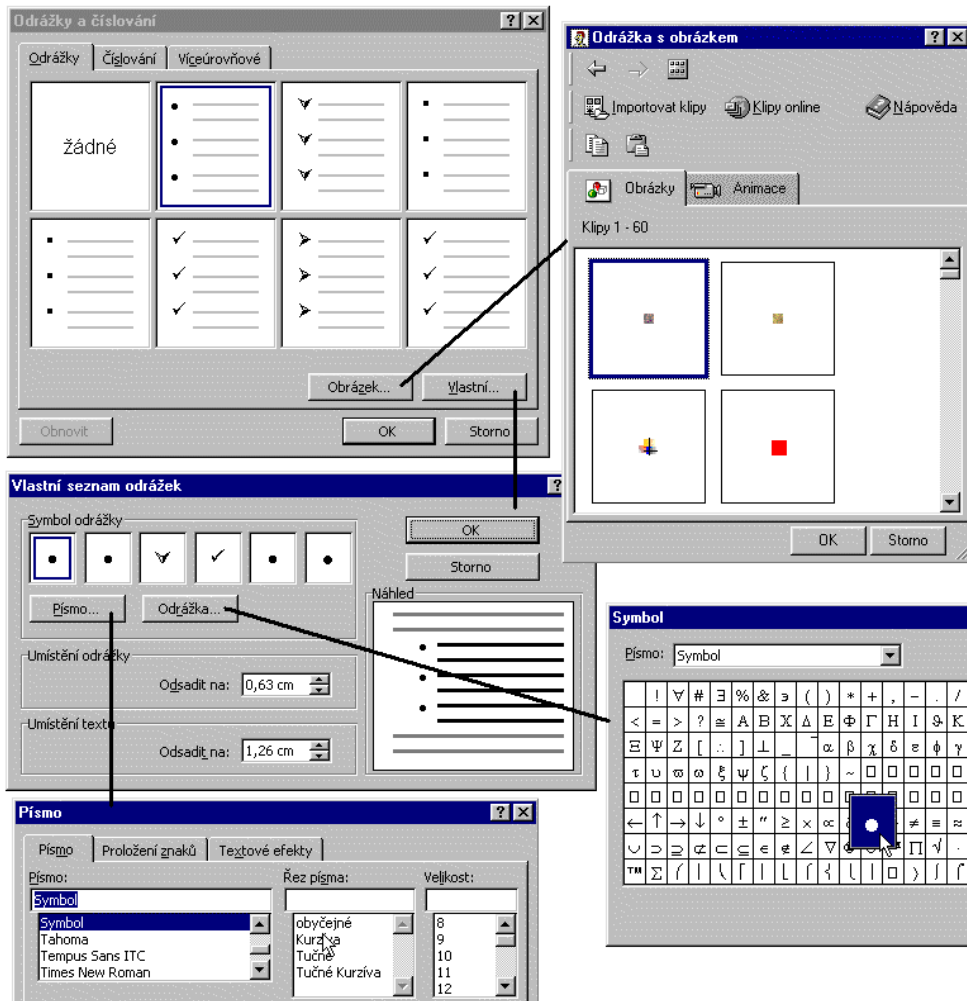 Odrážky a číslování
Odrážky Číslování Víceúrovňové
žádné
Obrázek... Vlastní...
Obnovit OK Storno
Odrážka s obrázkem
Importovat klipy Klipy online Nápověda
Obrázky Animace
Klipy 1 - 60
OK Storno
Vlastní seznam odrážek
Symbol odrážky
OK
Storno
Písmo... Odrážka...
Náhled
Umístění odrážky
Odsadit na: 0,63 cm
Umístění textu
Odsadit na: 1,26 cm
Symbol
Písmo: Symbol
! ∀ # ∃ % & ∍ ( ) * + , − . /
< = > ? ≅ Α Β Χ Δ Ε Φ Γ Η Ι ϑ Κ
Ξ Ψ Ζ [ ∴ ] ⊥ _ ‾ α β χ δ ε φ γ
τ υ ϖ ω ξ ψ ζ { | } ~
← ↑ → ↓ ° ± ″ ≥ × ∝ ≠ ≡ ≈
∪ ⊃ ⊇ ⊄ ⊂ ⊆ ∈ ∉ ∠ ∇ ∏ √ ⋅
™ ∑
Písmo
Písmo Proložení znaků Textové efekty
Písmo: Řez písma: Velikost:
Symbol
Symbol obyčejné 8
Tahoma Kurzíva 9
Tempus Sans ITC Tučné 10
Times New Roman Tučné Kurzíva 11
12